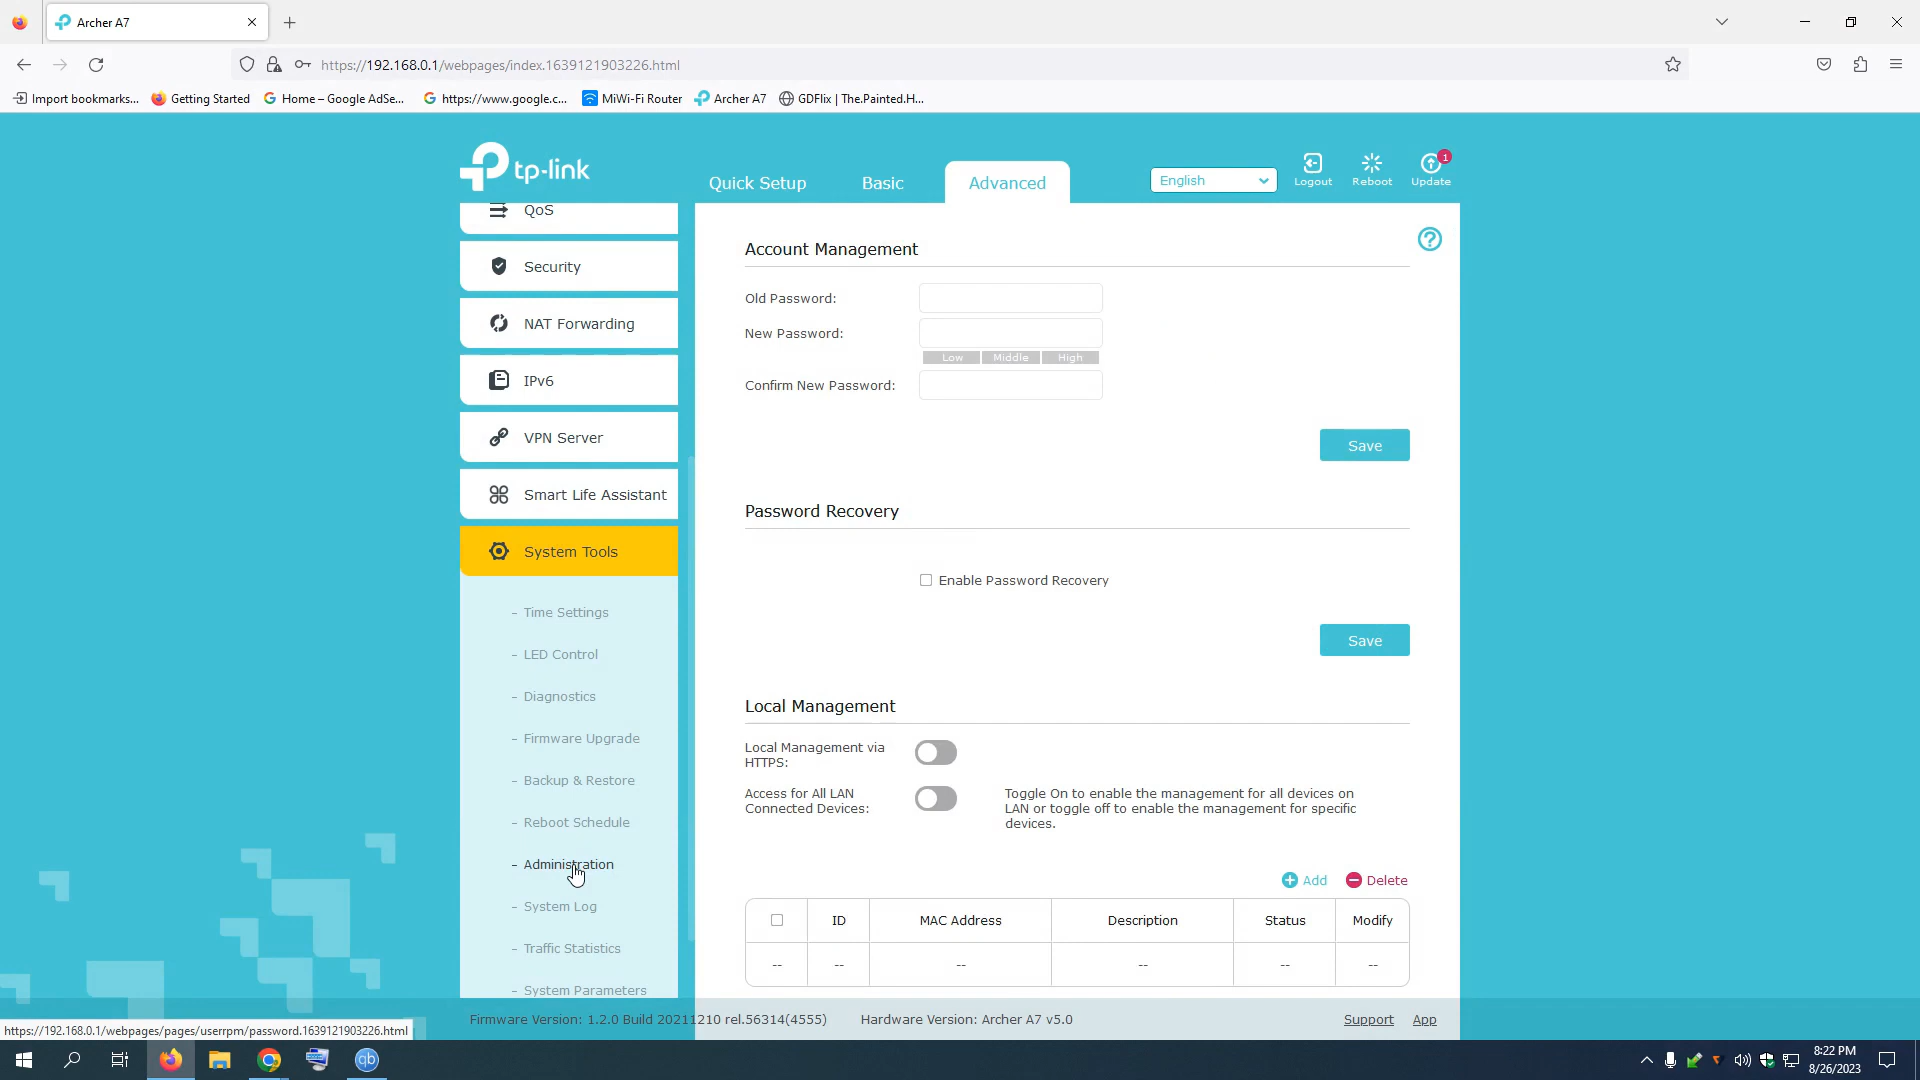 Archer A7
https://192.168.0.1/webpages/index.1639121903226.html
Import bookmarks...
Getting Started
Home – Google AdSe...
https://www.google.c...
MiWi-Fi Router
Archer A7
GDFlix | The.Painted.H...
tp-link
Quick Setup
Basic
Advanced
English
Logout
Reboot
Update
1
QoS
Security
NAT Forwarding
IPv6
VPN Server
Smart Life Assistant
System Tools
- Time Settings
- LED Control
- Diagnostics
- Firmware Upgrade
- Backup & Restore
- Reboot Schedule
- Administration
- System Log
- Traffic Statistics
- System Parameters
Account Management
?
Old Password:
New Password:
Low Middle High
Confirm New Password:
Save
Password Recovery
Enable Password Recovery
Save
Local Management
Local Management via
HTTPS:
Access for All LAN
Connected Devices:
Toggle On to enable the management for all devices on
LAN or toggle off to enable the management for specific
devices.
Add
Delete
ID MAC Address Description Status Modify
-- -- -- -- -- --
Firmware Version: 1.2.0 Build 20211210 rel.56314(4555)
Hardware Version: Archer A7 v5.0
Support
App
https://192.168.0.1/webpages/pages/userrpm/password.1639121903226.html
qb
8:22 PM
8/26/2023